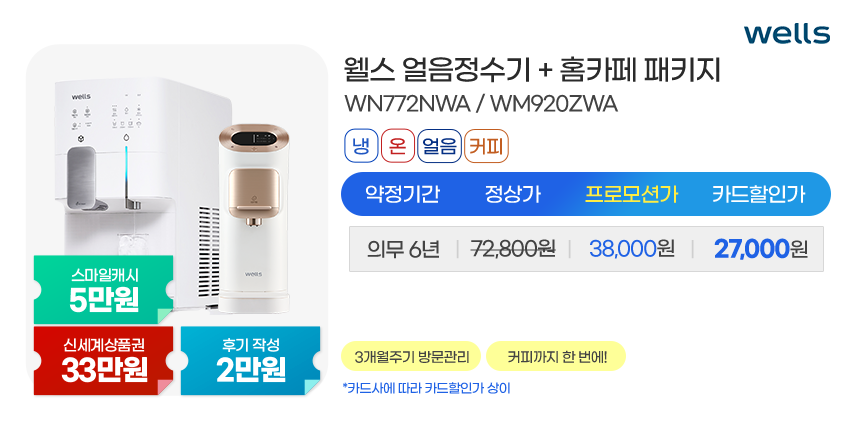 wells
웰스 얼음정수기 + 홈카페 패키지
WN772NWA / WM920ZWA
냉 온 얼음 커피
약정기간 정상가 프로모션가 카드할인가
의무 6년 | 72,800원 | 38,000원 | 27,000원
3개월주기 방문관리 커피까지 한 번에!
*카드사에 따라 카드할인가 상이
wells
wells
스마일캐시
5만원
신세계상품권
33만원
후기 작성
2만원